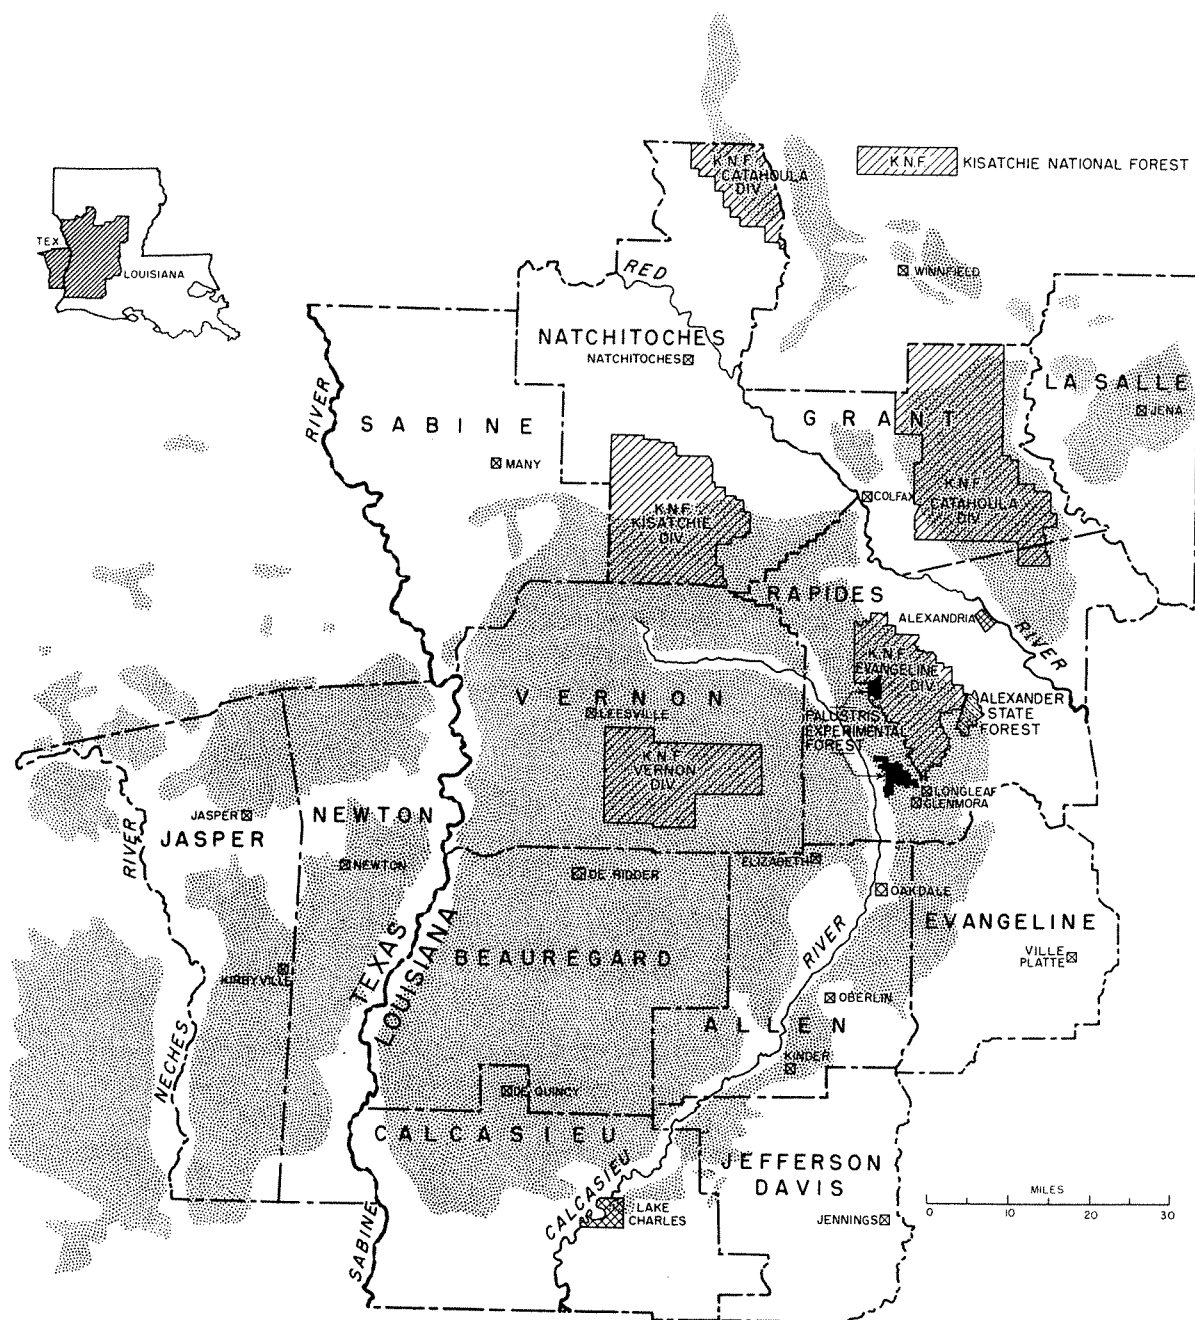 K.N.F.
CATAHOULA
DIV.
K.N.F.
KISATCHIE NATIONAL FOREST
TEX.
LOUISIANA
RED
WINNFIELD
NATCHITOCHES
NATCHITOCHES
LA SALLE
JENA
RIVER
SABINE
MANY
GRANT
COLFAX
K.N.F.
CATAHOULA
DIV.
K.N.F.
KISATCHIE
DIV.
RAPIDES
ALEXANDRIA
RIVER
K.N.F.
EVANGELINE
DIV.
VERNON
LEESVILLE
PALUSTRIS
EXPERIMENTAL
FOREST
ALEXANDER
STATE
FOREST
K.N.F.
VERNON
DIV.
LONGLEAF
GLENMORA
JASPER
JASPER
NEWTON
NEWTON
RIVER
ELIZABETH
DE RIDDER
OAKDALE
EVANGELINE
VILLE
PLATTE
TEXAS
LOUISIANA
BEAUREGARD
RIVER
KIRBYVILLE
OBERLIN
ALLEN
KINDER
NECHES
DE QUINCY
CALCASIEU
JEFFERSON
DAVIS
CALCASIEU
LAKE
CHARLES
JENNINGS
SABINE
MILES
0 10 20 30